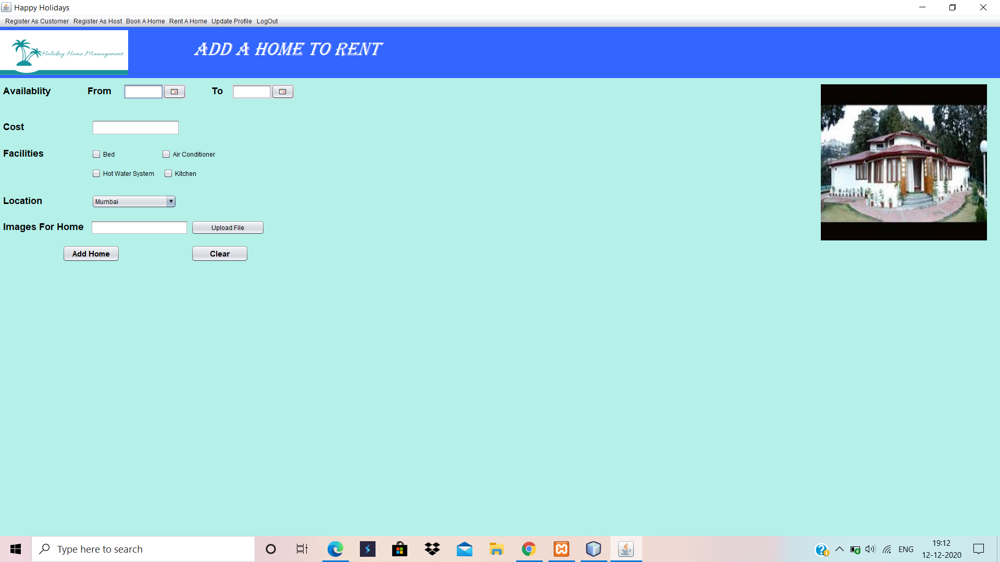 Happy Holidays
Register As Customer Register As Host Book A Home Rent A Home Update Profile LogOut
Holiday Home Management
ADD A HOME TO RENT
Availablity From To
Cost
Facilities Bed Air Conditioner
Hot Water System Kitchen
Location Mumbai
Images For Home Upload File
Add Home Clear
Type here to search
ENG
19:12
12-12-2020